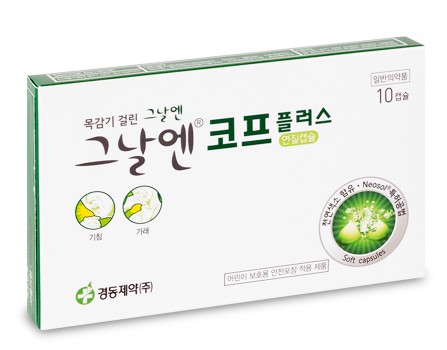 일반의약품
10캡슐
목감기 걸린 그날엔
그날엔® 코프 플러스
연질캡슐
기침
가래
천연색소 함유 · Neosol® 특허공법
Soft capsules
어린이 보호용 안전포장 적용 제품
경동제약(주)